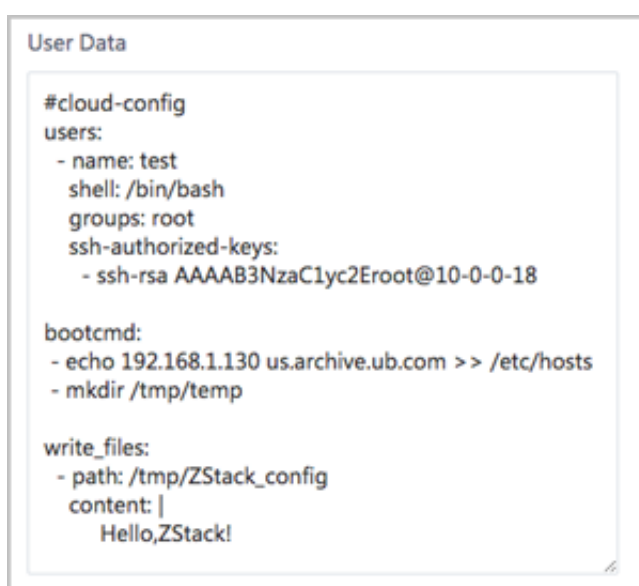 User Data
#cloud-config
users:
  - name: test
    shell: /bin/bash
    groups: root
    ssh-authorized-keys:
      - ssh-rsa AAAAB3NzaC1yc2Eroot@10-0-0-18

bootcmd:
 - echo 192.168.1.130 us.archive.ub.com >> /etc/hosts
 - mkdir /tmp/temp

write_files:
  - path: /tmp/ZStack_config
    content: |
        Hello,ZStack!